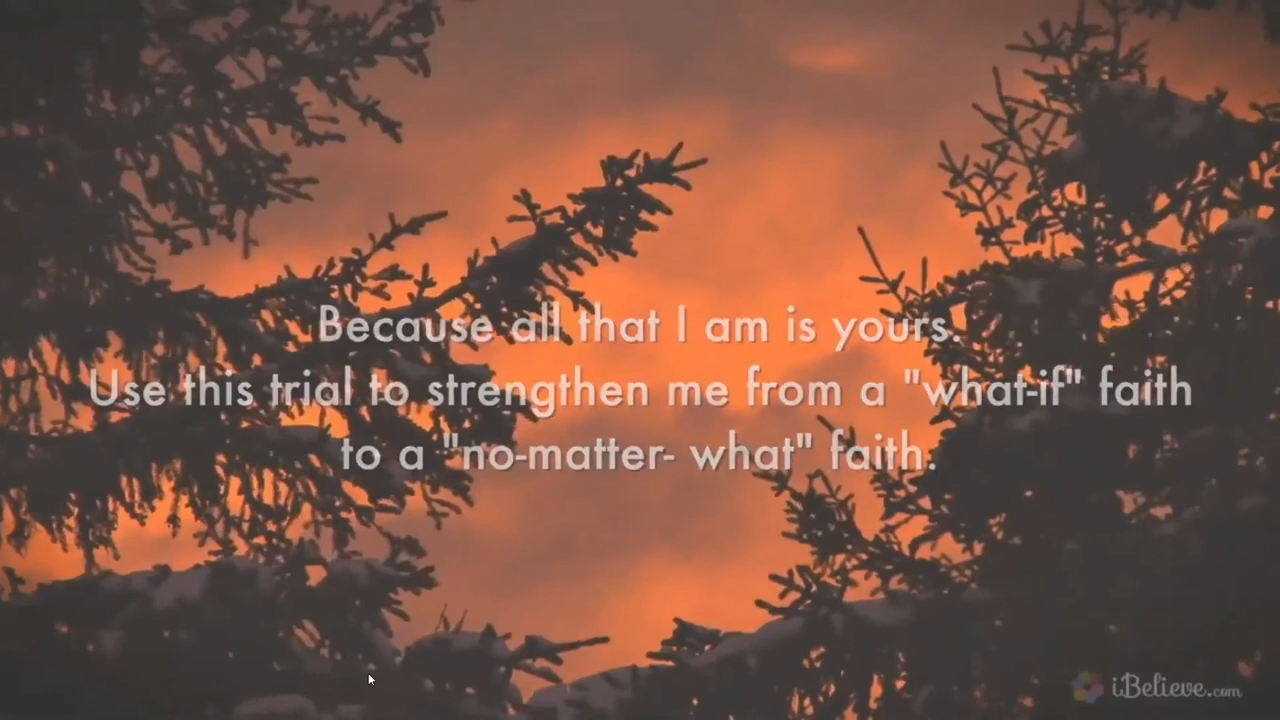 Because all that I am is yours.
Use this trial to strengthen me from a "what-if" faith
to a "no-matter- what" faith.
iBelieve.com